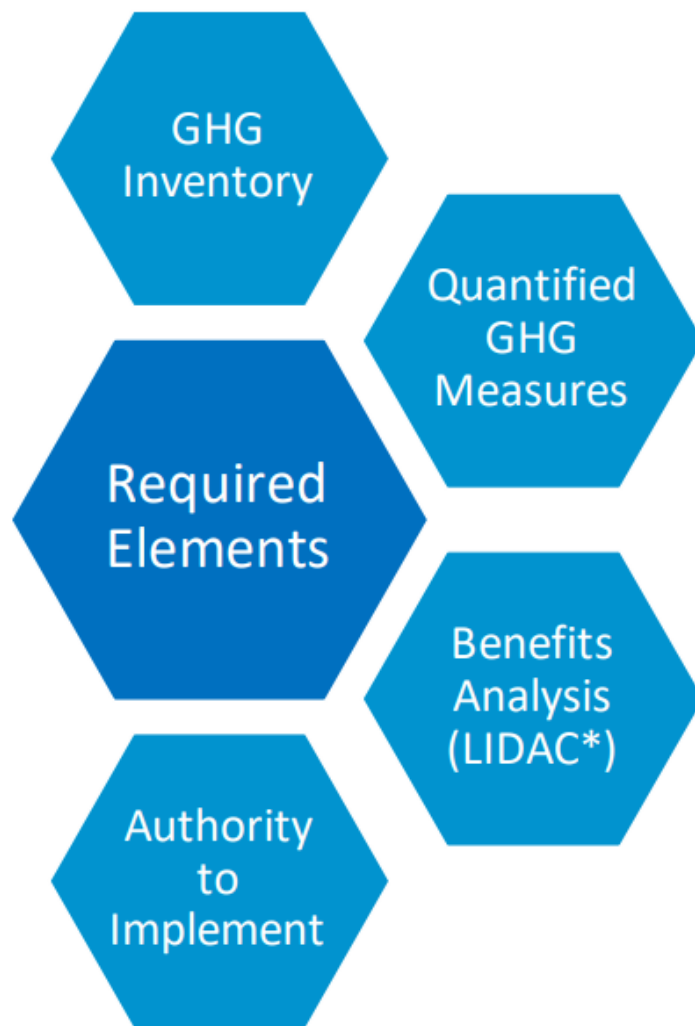 GHG
Inventory
Quantified
GHG
Measures
Required
Elements
Benefits
Analysis
(LIDAC*)
Authority
to
Implement